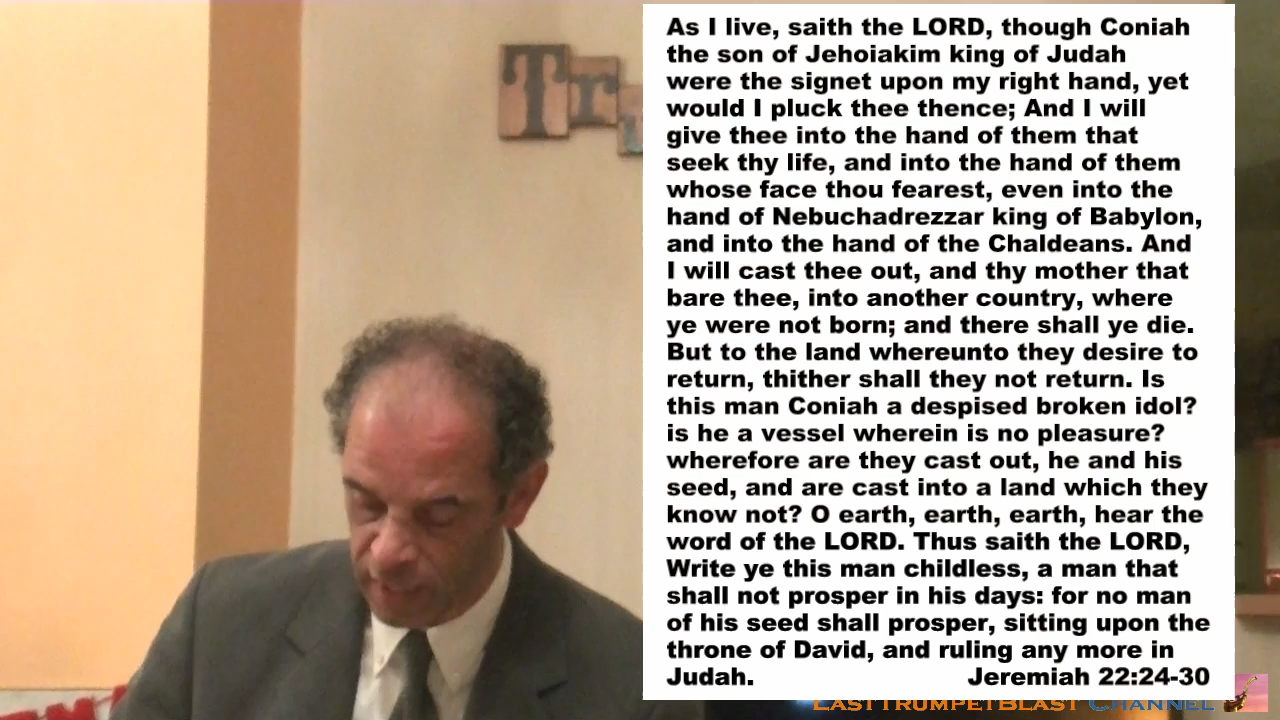 Tr
As I live, saith the LORD, though Coniah
the son of Jehoiakim king of Judah
were the signet upon my right hand, yet
would I pluck thee thence; And I will
give thee into the hand of them that
seek thy life, and into the hand of them
whose face thou fearest, even into the
hand of Nebuchadrezzar king of Babylon,
and into the hand of the Chaldeans. And
I will cast thee out, and thy mother that
bare thee, into another country, where
ye were not born; and there shall ye die.
But to the land whereunto they desire to
return, thither shall they not return. Is
this man Coniah a despised broken idol?
is he a vessel wherein is no pleasure?
wherefore are they cast out, he and his
seed, and are cast into a land which they
know not? O earth, earth, earth, hear the
word of the LORD. Thus saith the LORD,
Write ye this man childless, a man that
shall not prosper in his days: for no man
of his seed shall prosper, sitting upon the
throne of David, and ruling any more in
Judah. Jeremiah 22:24-30
LASTTRUMPETBLAST CHANNEL